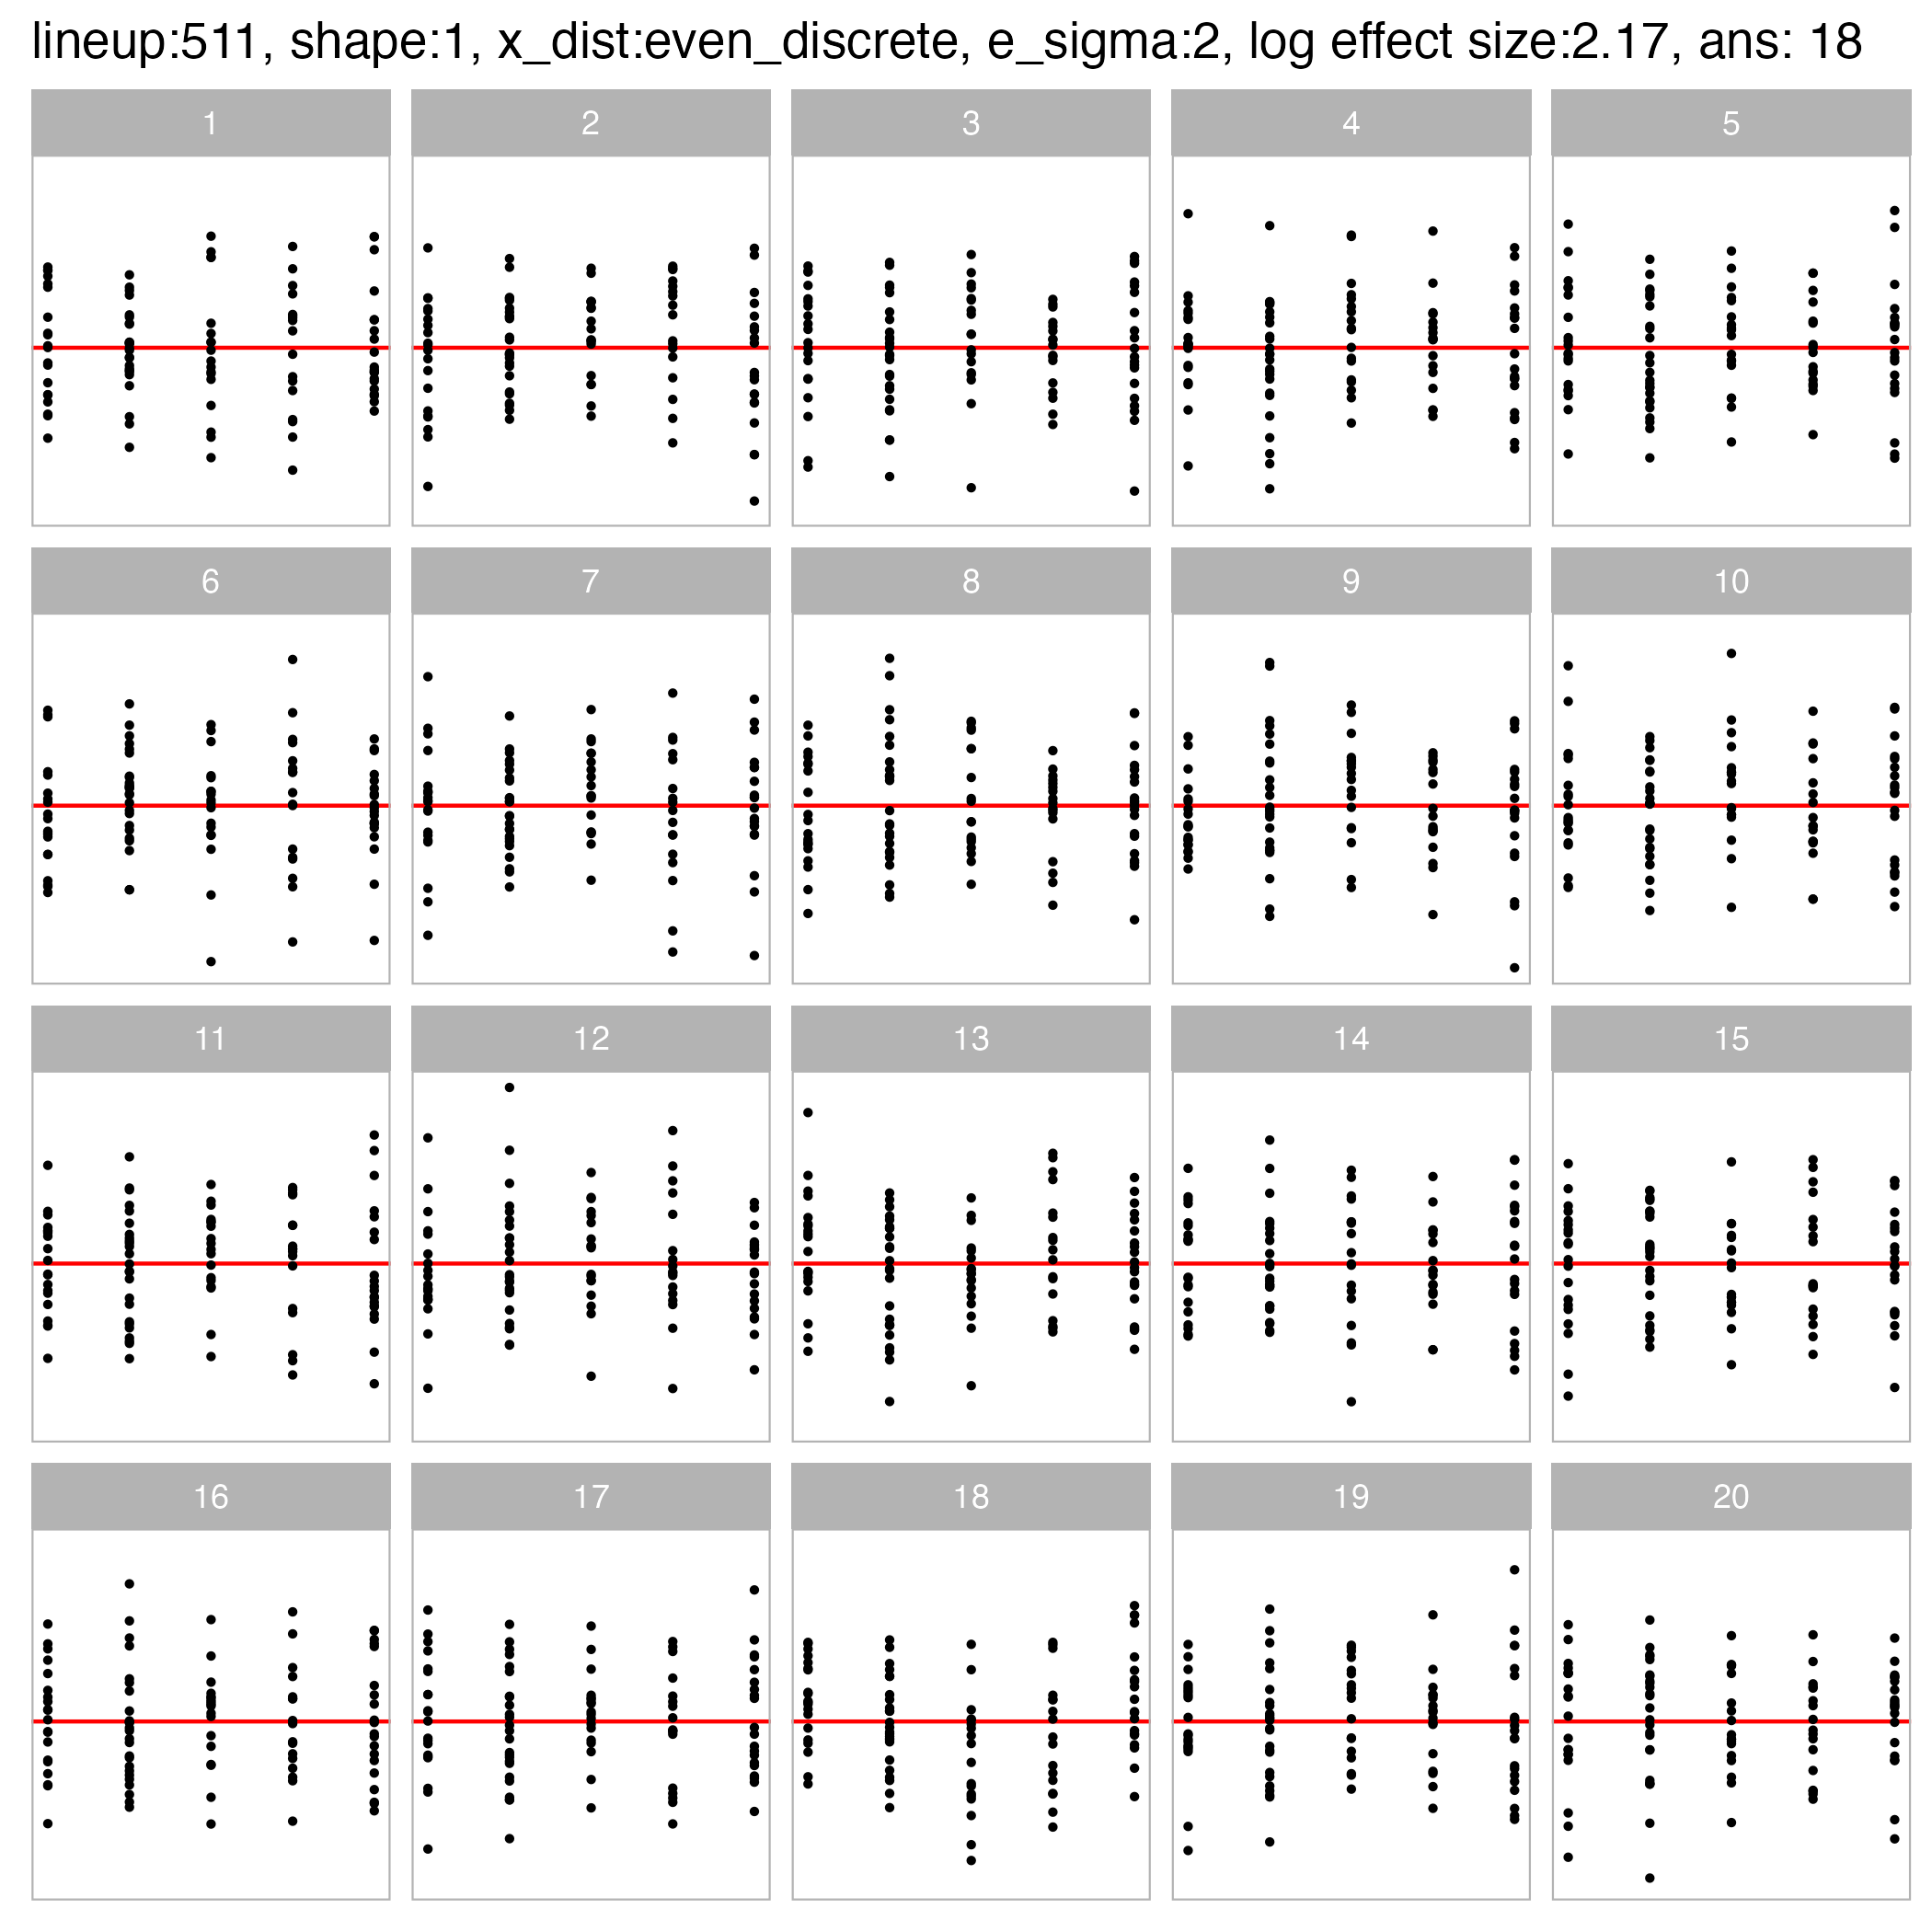 lineup:511, shape:1, x_dist:even_discrete, e_sigma:2, log effect size:2.17, ans: 18
1 2 3 4 5
6 7 8 9 10
11 12 13 14 15
16 17 18 19 20